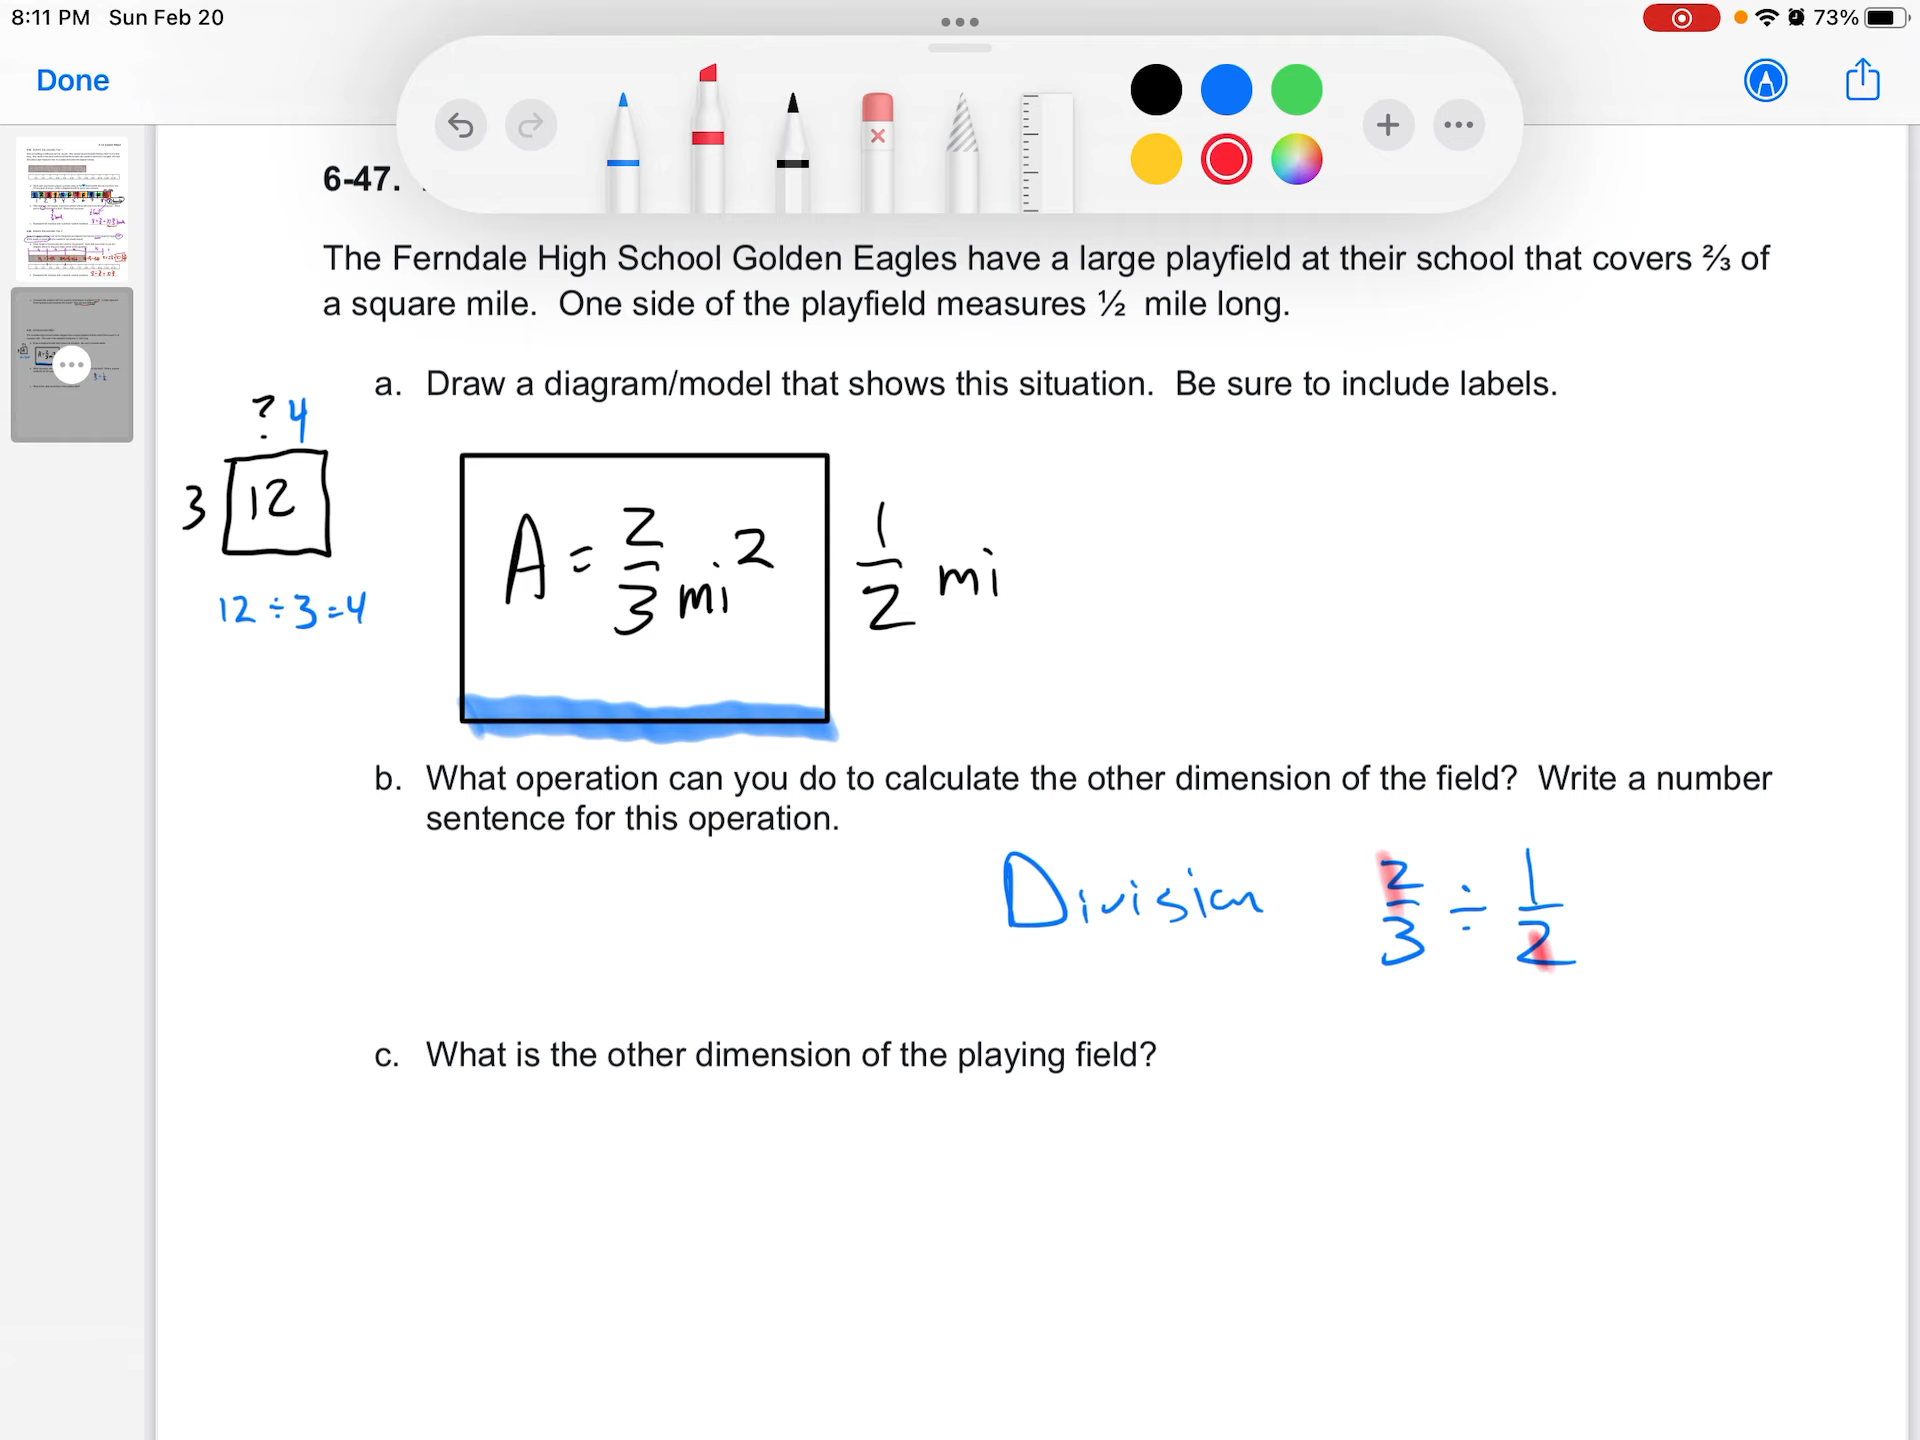 8:11 PM Sun Feb 20
73%
Done
6-47.
The Ferndale High School Golden Eagles have a large playfield at their school that covers ⅔ of
a square mile. One side of the playfield measures ½ mile long.
a. Draw a diagram/model that shows this situation. Be sure to include labels.
? 4
3 12
12 ÷ 3 = 4
A = 2/3 mi²
1/2 mi
b. What operation can you do to calculate the other dimension of the field? Write a number
sentence for this operation.
Division 2/3 ÷ 1/2
c. What is the other dimension of the playing field?